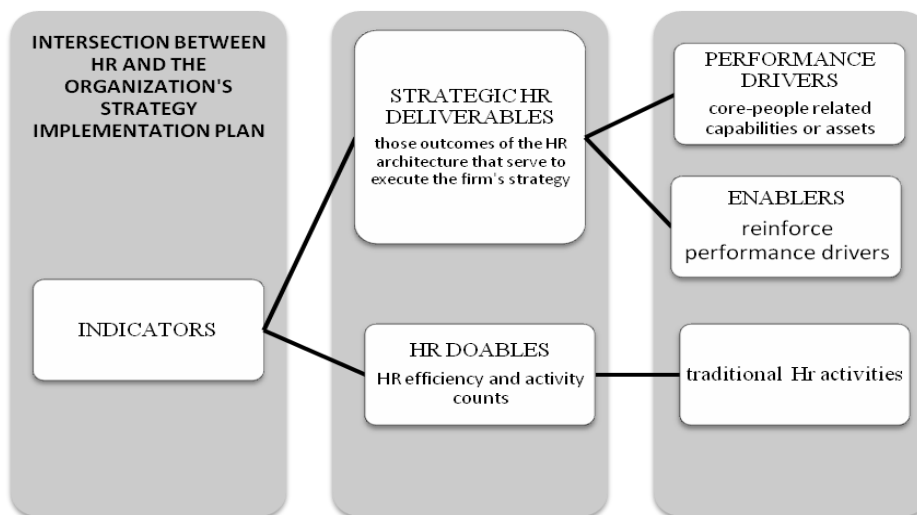 INTERSECTION BETWEEN
HR AND THE
ORGANIZATION'S
STRATEGY
IMPLEMENTATION PLAN
INDICATORS
STRATEGIC HR
DELIVERABLES
those outcomes of the HR
architecture that serve to
execute the firm's strategy
HR DOABLES
HR efficiency and activity
counts
PERFORMANCE
DRIVERS
core-people related
capabilities or assets
ENABLERS
reinforce
performance drivers
traditional Hr activities